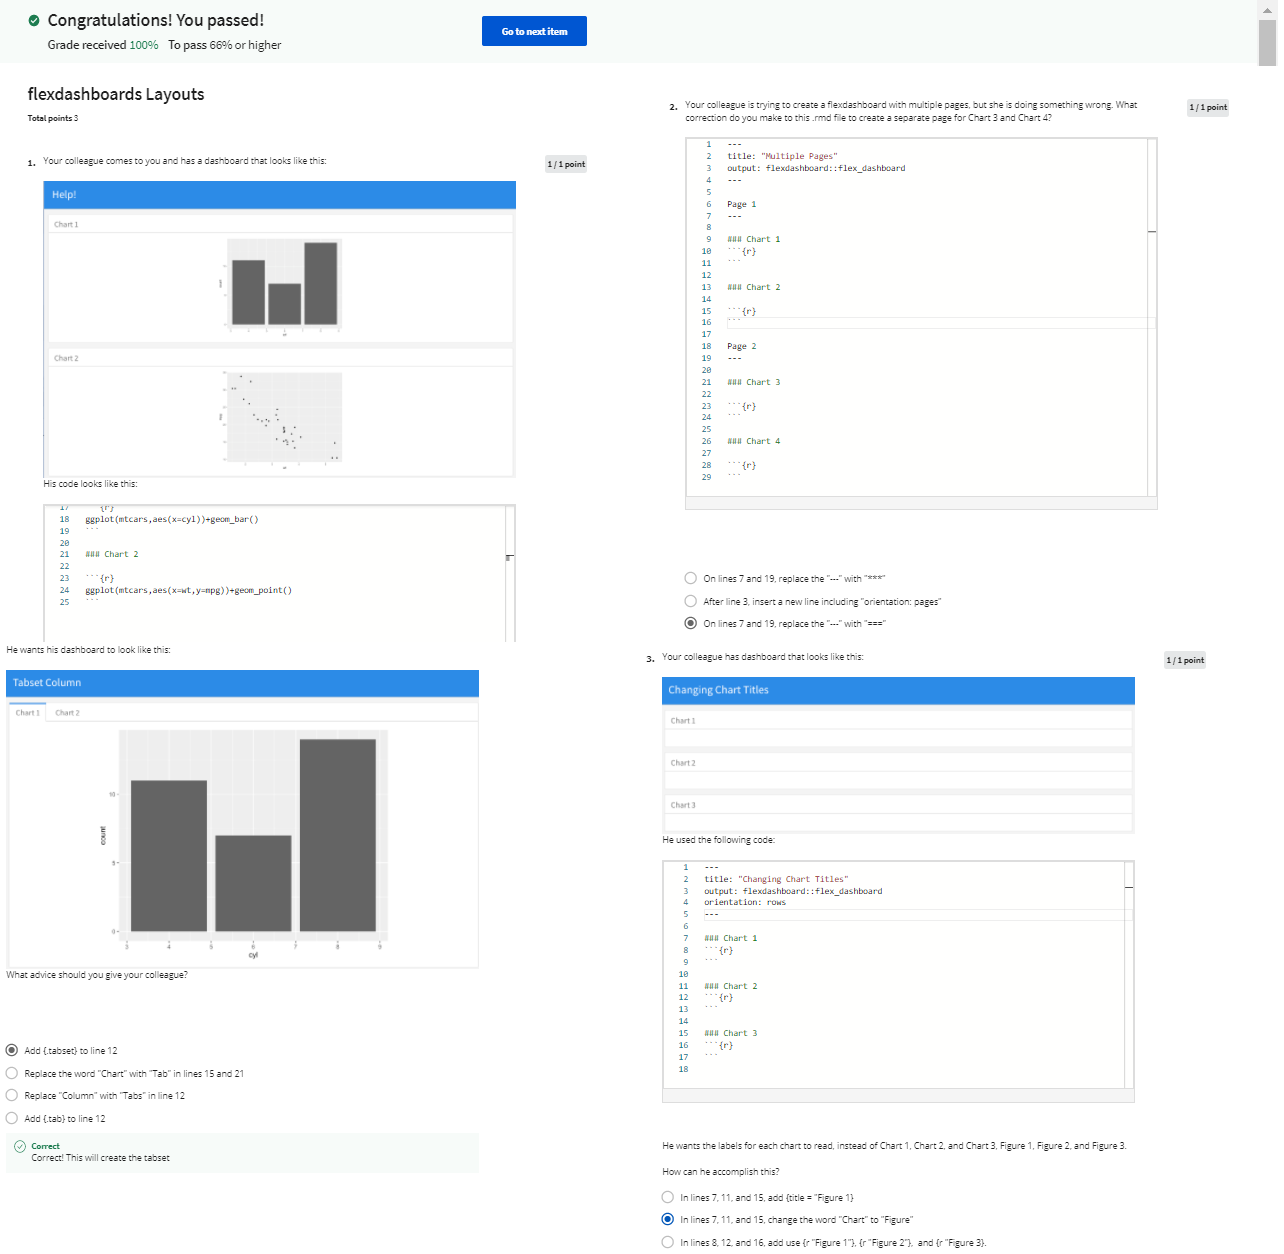 Congratulations! You passed!
Grade received 100% To pass 66% or higher
Go to next item
flexdashboards Layouts
Total points 3
1. Your colleague comes to you and has a dashboard that looks like this:
1 / 1 point
Help!
Chart 1
Chart 2
His code looks like this:
17 ```{r}
18 ggplot(mtcars,aes(x=cyl))+geom_bar()
19 ```
20
21 ### Chart 2
22
23 ```{r}
24 ggplot(mtcars,aes(x=wt,y=mpg))+geom_point()
25 ```
He wants his dashboard to look like this:
Tabset Column
Chart 1 Chart 2
10-
count
5-
0-
3 4 5 6 7 8 9
cyl
What advice should you give your colleague?
Add {.tabset} to line 12
Replace the word "Chart" with "Tab" in lines 15 and 21
Replace "Column" with "Tabs" in line 12
Add {.tab} to line 12
Correct
Correct! This will create the tabset
2. Your colleague is trying to create a flexdashboard with multiple pages, but she is doing something wrong. What
correction do you make to this .rmd file to create a separate page for Chart 3 and Chart 4?
1 / 1 point
1 ---
2 title: "Multiple Pages"
3 output: flexdashboard::flex_dashboard
4 ---
5
6 Page 1
7 ---
8
9 ### Chart 1
10 ```{r}
11 ```
12
13 ### Chart 2
14
15 ```{r}
16 ```
17
18 Page 2
19 ---
20
21 ### Chart 3
22
23 ```{r}
24 ```
25
26 ### Chart 4
27
28 ```{r}
29 ```
On lines 7 and 19, replace the "---" with "***"
After line 3, insert a new line including "orientation: pages"
On lines 7 and 19, replace the "---" with "==="
3. Your colleague has dashboard that looks like this:
1 / 1 point
Changing Chart Titles
Chart 1
Chart 2
Chart 3
He used the following code:
1 ---
2 title: "Changing Chart Titles"
3 output: flexdashboard::flex_dashboard
4 orientation: rows
5 ---
6
7 ### Chart 1
8 ```{r}
9 ```
10
11 ### Chart 2
12 ```{r}
13 ```
14
15 ### Chart 3
16 ```{r}
17 ```
18
He wants the labels for each chart to read, instead of Chart 1, Chart 2, and Chart 3, Figure 1, Figure 2, and Figure 3.
How can he accomplish this?
In lines 7, 11, and 15, add {title = "Figure 1}
In lines 7, 11, and 15, change the word "Chart" to "Figure"
In lines 8, 12, and 16, add use {r "Figure 1"}, {r "Figure 2"}, and {r "Figure 3}.